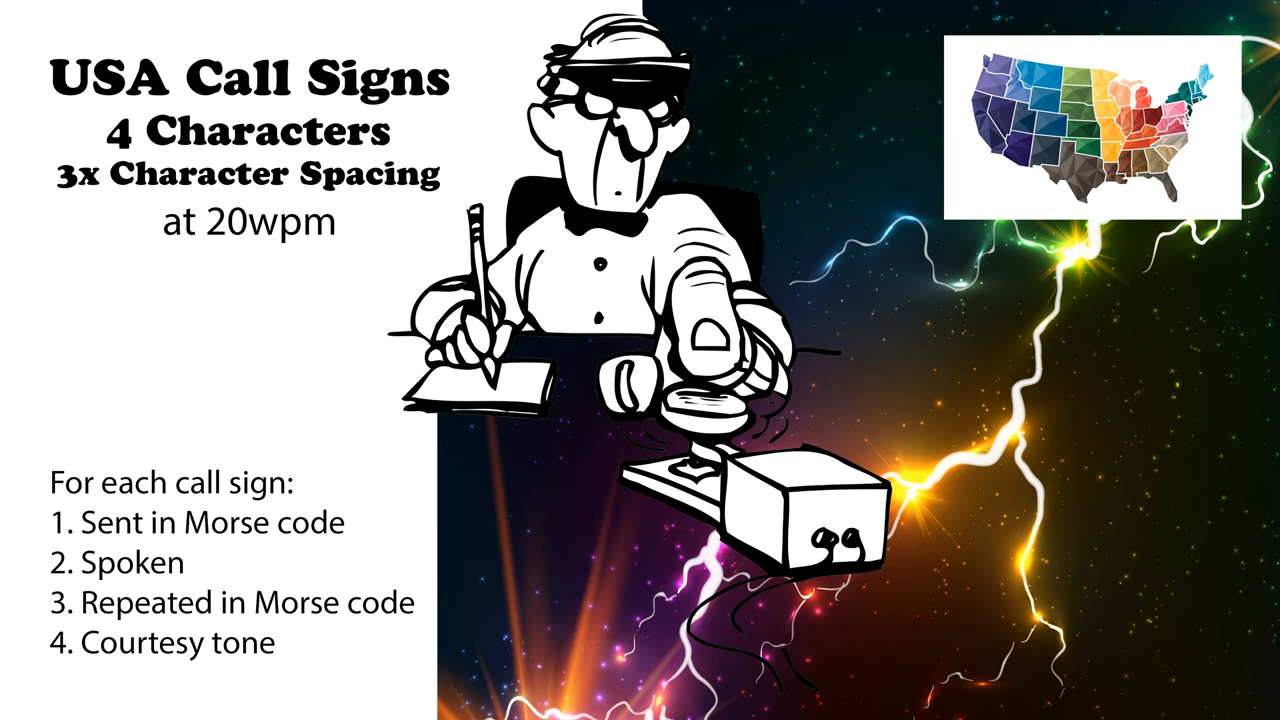 USA Call Signs
4 Characters
3x Character Spacing
at 20wpm
For each call sign:
1. Sent in Morse code
2. Spoken
3. Repeated in Morse code
4. Courtesy tone